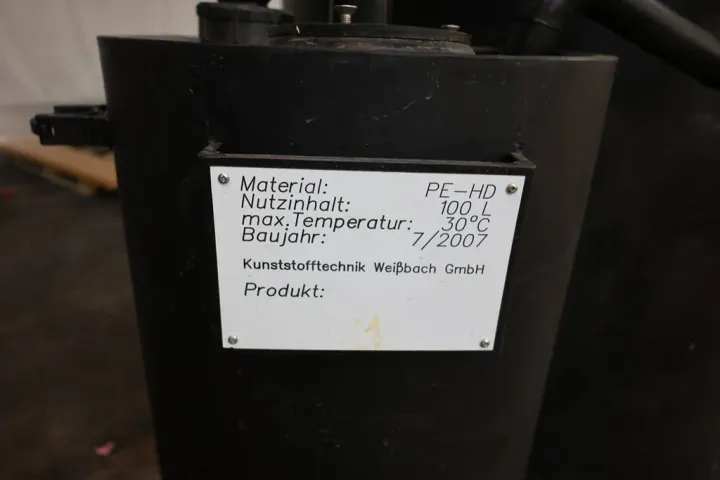 Material: PE-HD
Nutzinhalt: 100 L
max.Temperatur: 30°C
Baujahr: 7/2007
Kunststofftechnik Weißbach GmbH
Produkt: